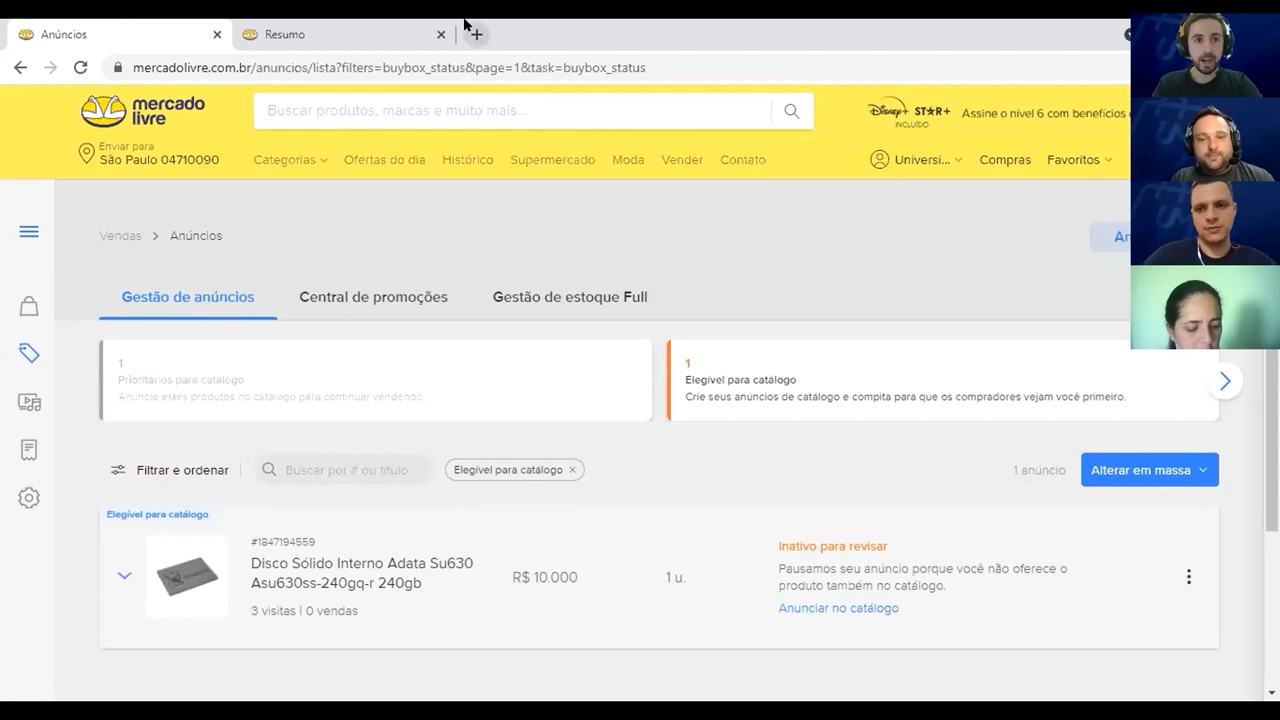 Anúncios
Resumo
mercadolivre.com.br/anuncios/lista?filters=buybox_status&page=1&task=buybox_status
mercado
livre
Buscar produtos, marcas e muito mais...
Disney+ STAR+
INCLUÍDO
Assine o nível 6 com benefícios e
Enviar para
São Paulo 04710090
Categorias
Ofertas do dia
Histórico
Supermercado
Moda
Vender
Contato
Universi...
Compras
Favoritos
Vendas > Anúncios
An
Gestão de anúncios
Central de promoções
Gestão de estoque Full
1
Prioritários para catálogo
Anuncie estes produtos no catálogo para continuar vendendo.
1
Elegível para catálogo
Crie seus anúncios de catálogo e compita para que os compradores vejam você primeiro.
Filtrar e ordenar
Buscar por # ou título
Elegível para catálogo ×
1 anúncio
Alterar em massa
Elegível para catálogo
#1847194559
Disco Sólido Interno Adata Su630
Asu630ss-240gq-r 240gb
3 visitas | 0 vendas
R$ 10.000
1 u.
Inativo para revisar
Pausamos seu anúncio porque você não oferece o
produto também no catálogo.
Anunciar no catálogo